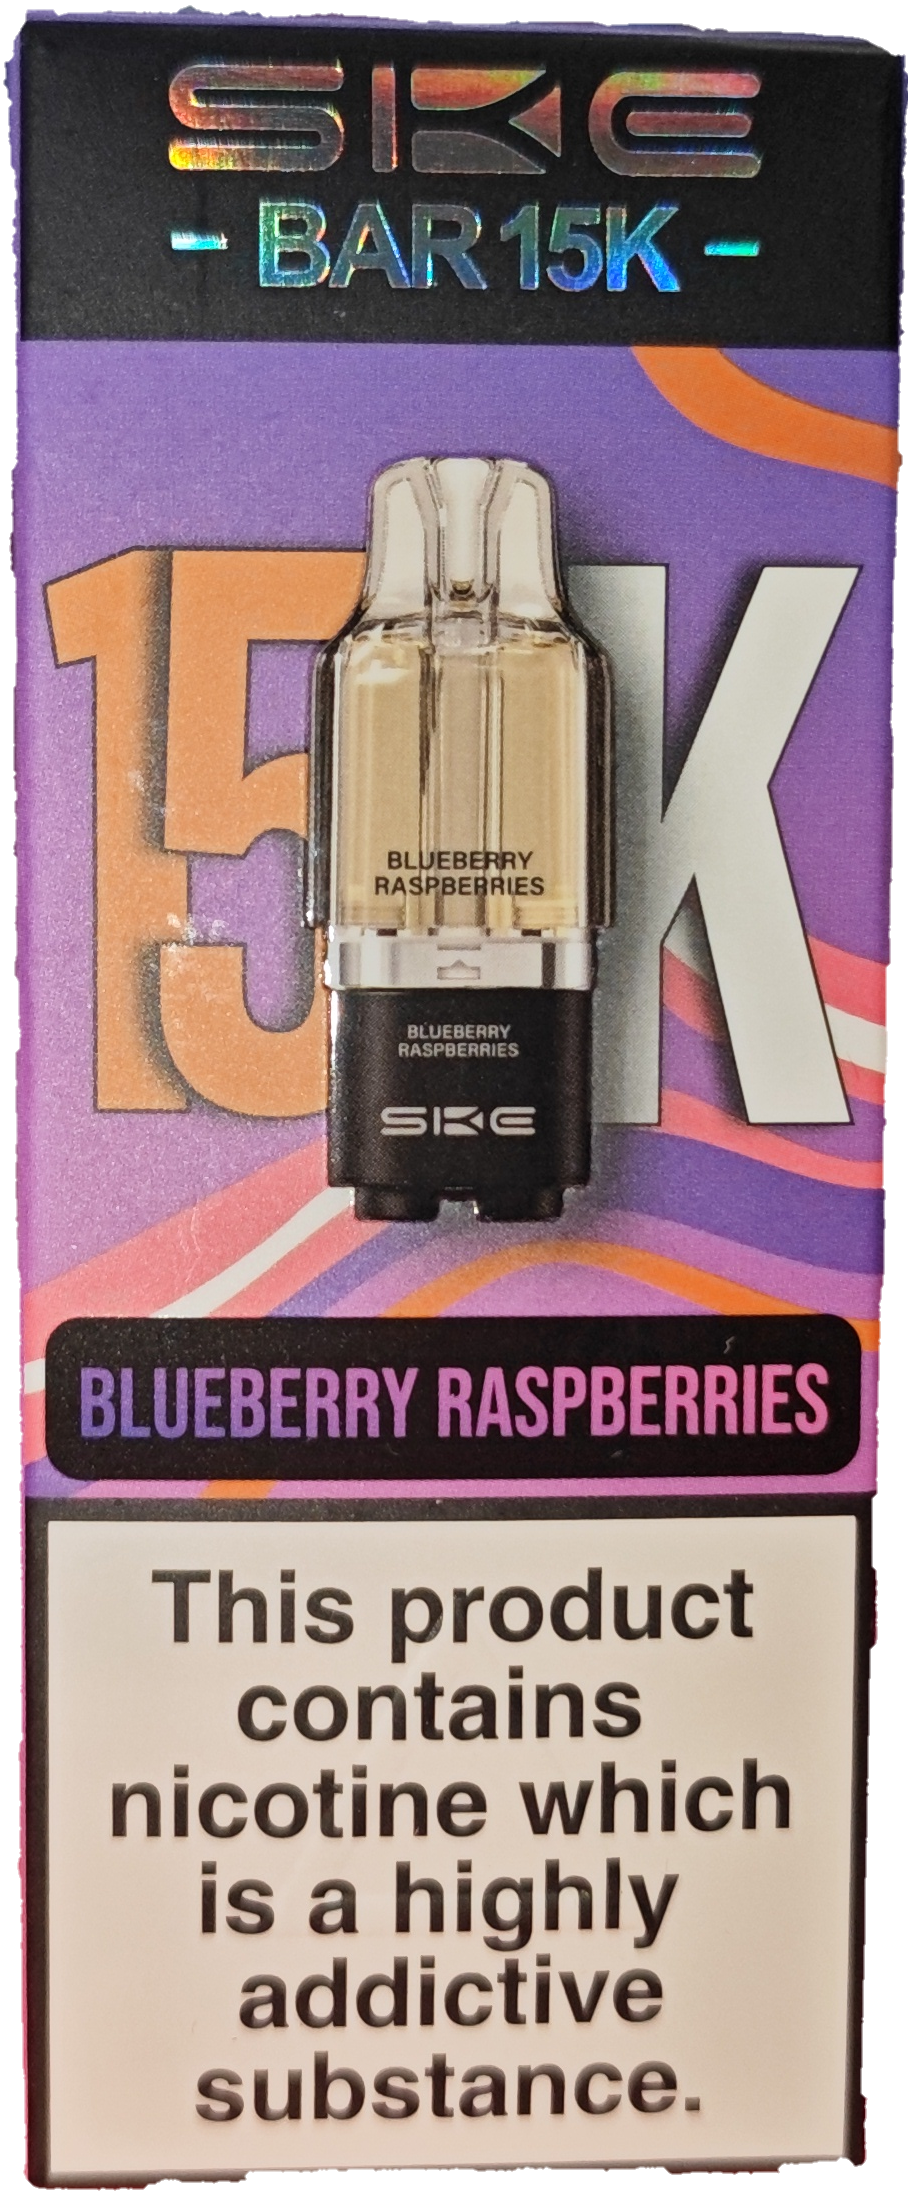 SKE
- BAR 15K -
15K
BLUEBERRY
RASPBERRIES
BLUEBERRY
RASPBERRIES
SKE
BLUEBERRY RASPBERRIES
This product
contains
nicotine which
is a highly
addictive
substance.